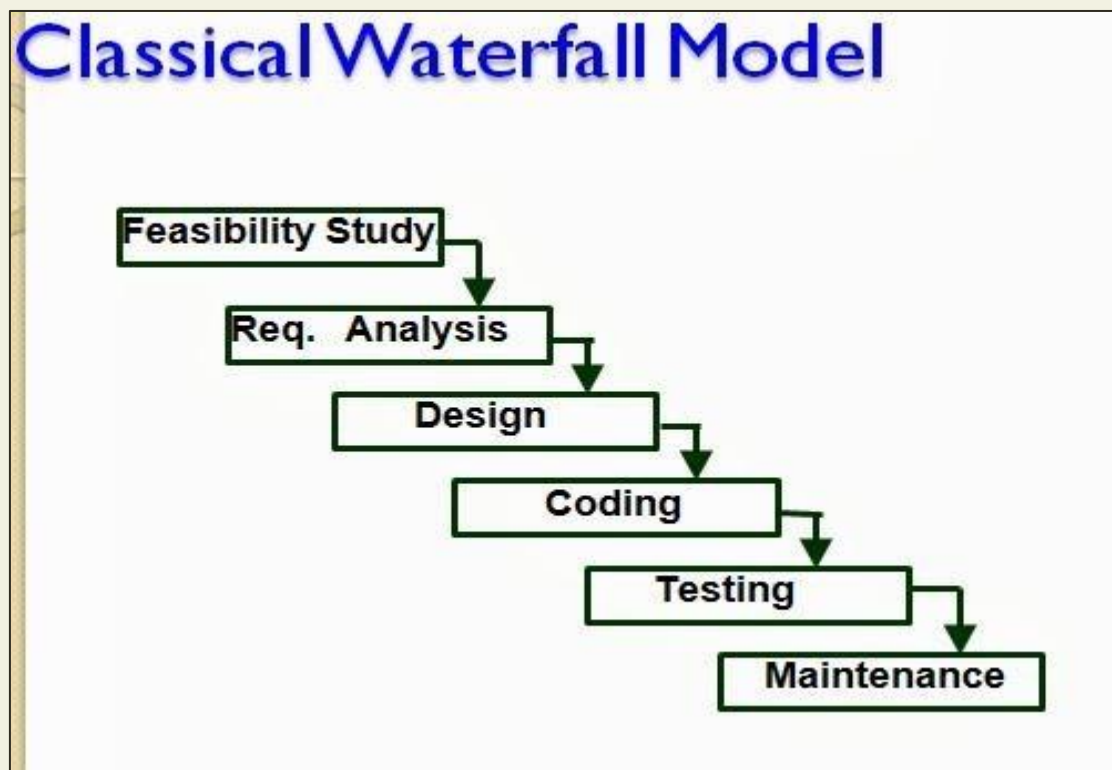 Classical Waterfall Model
Feasibility Study
Req. Analysis
Design
Coding
Testing
Maintenance